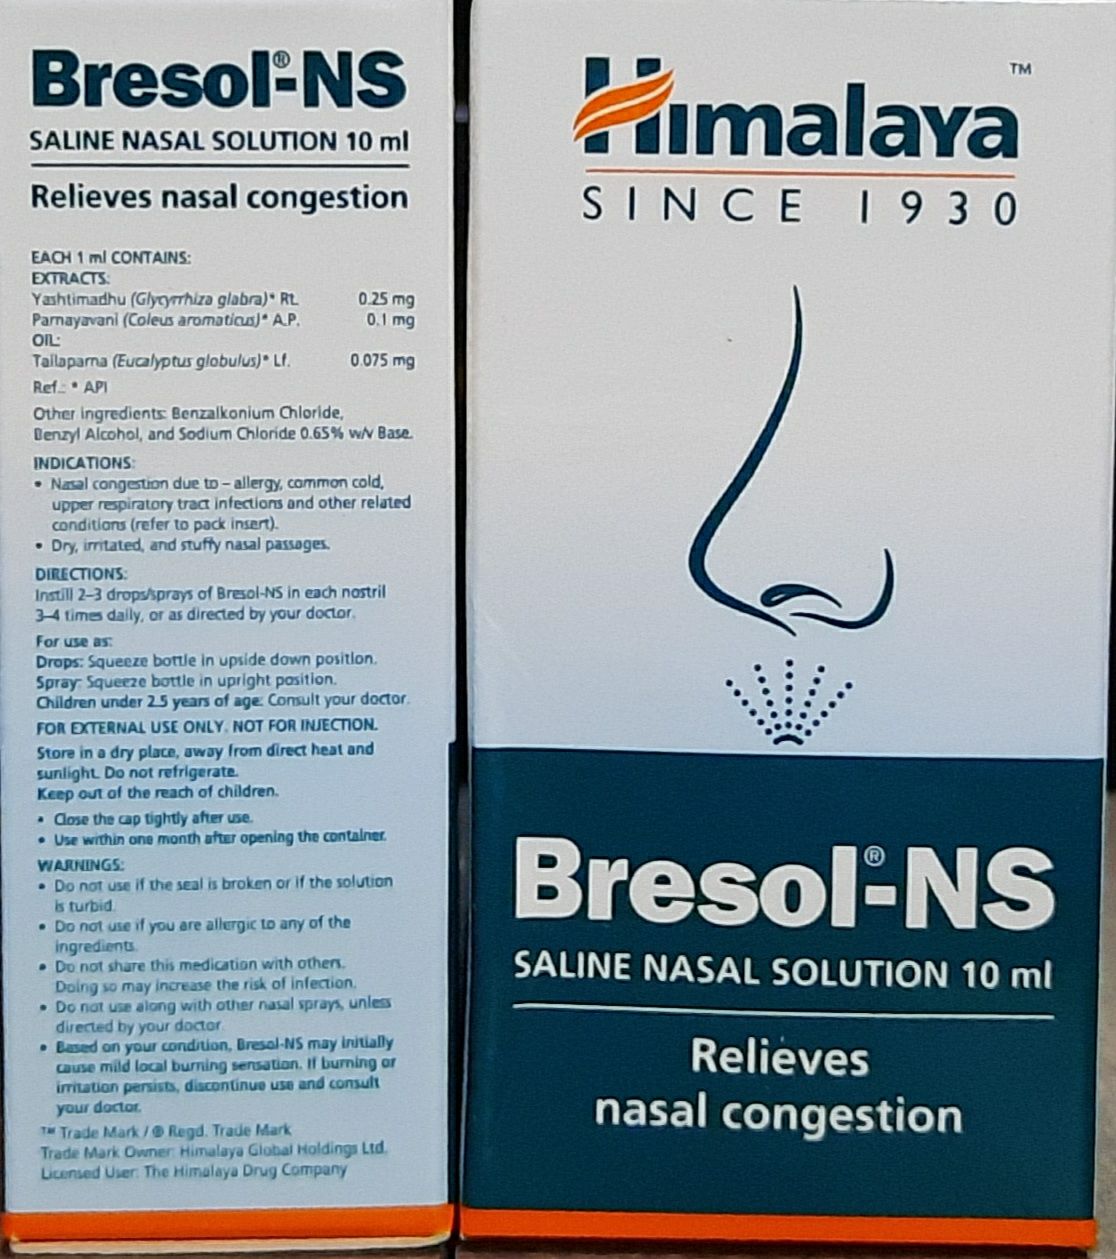 Bresol®-NS
SALINE NASAL SOLUTION 10 ml
Relieves nasal congestion
EACH 1 ml CONTAINS:
EXTRACTS:
Yashtimadhu (Glycyrrhiza glabra)* Rt. 0.25 mg
Parnayavani (Coleus aromaticus)* A.P. 0.1 mg
OIL:
Tailaparna (Eucalyptus globulus)* Lf. 0.075 mg
Ref.: * API
Other ingredients: Benzalkonium Chloride,
Benzyl Alcohol, and Sodium Chloride 0.65% w/v Base.
INDICATIONS:
• Nasal congestion due to – allergy, common cold,
upper respiratory tract infections and other related
conditions (refer to pack insert).
• Dry, irritated, and stuffy nasal passages.
DIRECTIONS:
Instill 2–3 drops/sprays of Bresol-NS in each nostril
3–4 times daily, or as directed by your doctor.
For use as:
Drops: Squeeze bottle in upside down position.
Spray: Squeeze bottle in upright position.
Children under 2.5 years of age: Consult your doctor.
FOR EXTERNAL USE ONLY. NOT FOR INJECTION.
Store in a dry place, away from direct heat and
sunlight. Do not refrigerate.
Keep out of the reach of children.
• Close the cap tightly after use.
• Use within one month after opening the container.
WARNINGS:
• Do not use if the seal is broken or if the solution
is turbid.
• Do not use if you are allergic to any of the
ingredients.
• Do not share this medication with others.
Doing so may increase the risk of infection.
• Do not use along with other nasal sprays, unless
directed by your doctor.
• Based on your condition, Bresol-NS may initially
cause mild local burning sensation. If burning or
irritation persists, discontinue use and consult
your doctor.
™ Trade Mark / ® Regd. Trade Mark
Trade Mark Owner: Himalaya Global Holdings Ltd.
Licensed User: The Himalaya Drug Company
Himalaya™
SINCE 1930
Bresol®-NS
SALINE NASAL SOLUTION 10 ml
Relieves
nasal congestion